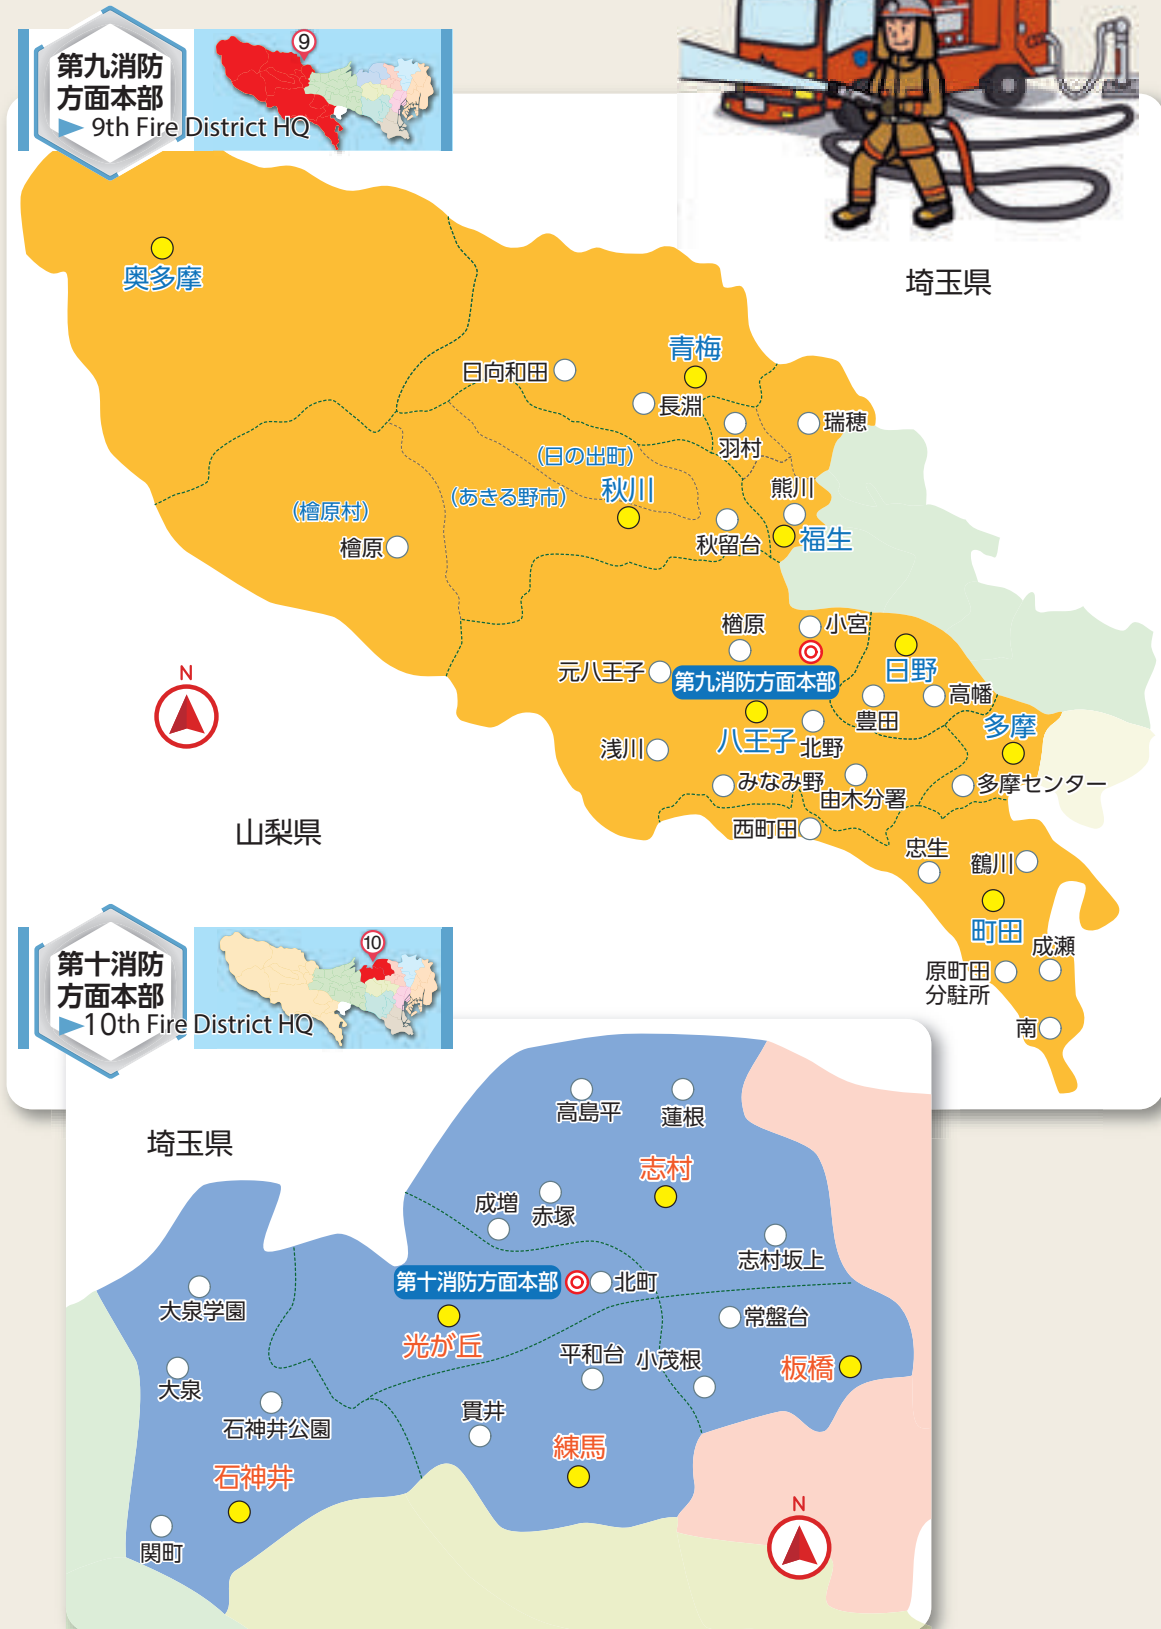 第九消防
方面本部
9th Fire District HQ
9
埼玉県
奥多摩
青梅
日向和田
長淵
羽村
瑞穂
(日の出町)
(あきる野市)
秋川
熊川
(檜原村)
檜原
秋留台
福生
楢原
小宮
元八王子
第九消防方面本部
日野
高幡
豊田
多摩
八王子
北野
浅川
みなみ野
由木分署
多摩センター
N
山梨県
西町田
忠生
鶴川
町田
成瀬
原町田
分駐所
南
第十消防
方面本部
10th Fire District HQ
10
埼玉県
高島平
蓮根
志村
成増
赤塚
志村坂上
第十消防方面本部
北町
大泉学園
光が丘
常盤台
平和台
小茂根
板橋
大泉
石神井公園
貫井
練馬
石神井
関町
N